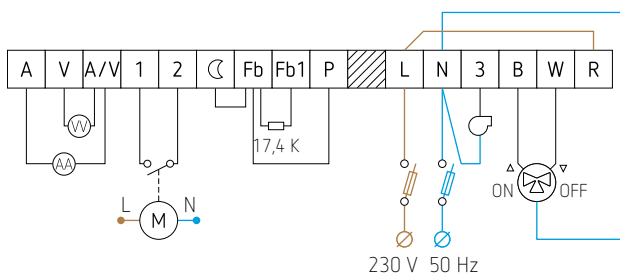 A V A/V 1 2 ☾ Fb Fb1 P L N 3 B W R
VV
17,4 K
AA
ON OFF
L M N
230 V 50 Hz